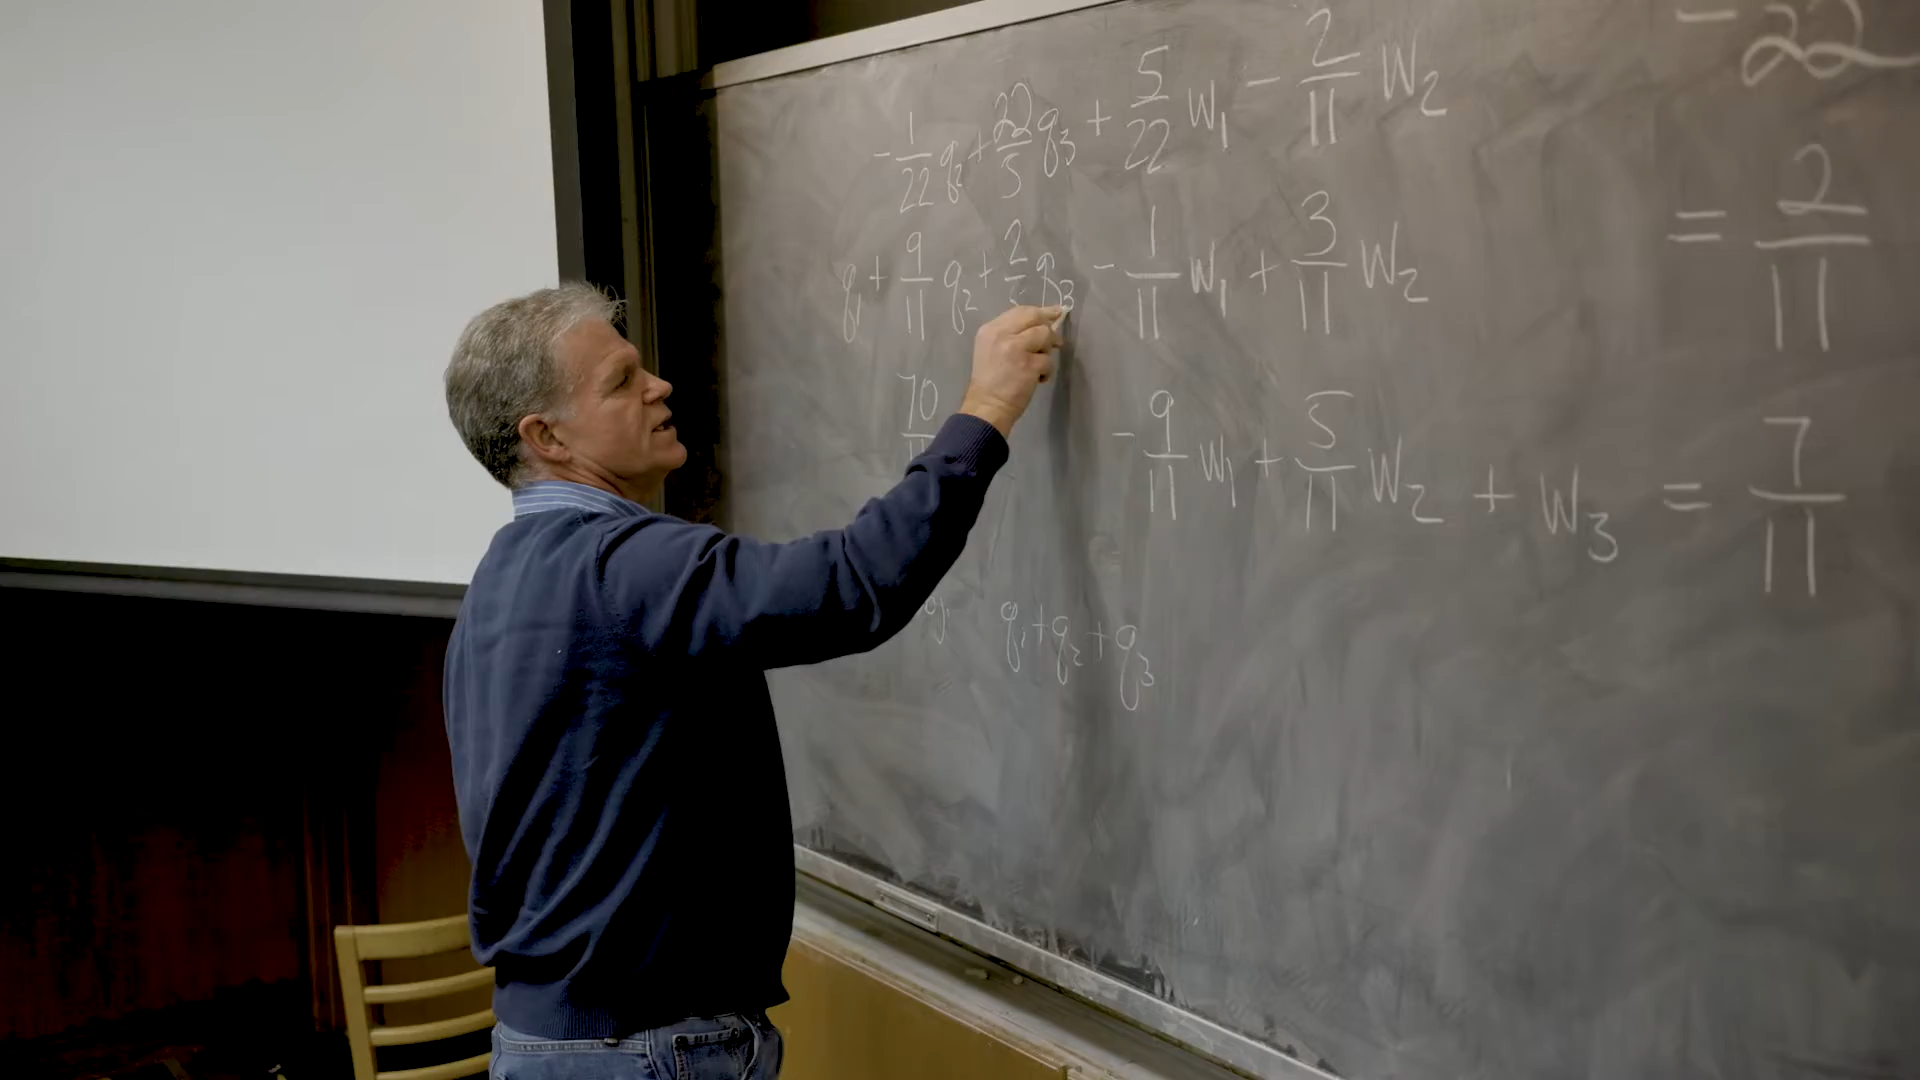 -1/22 q₂ + 22/5 q₃ + 5/22 W₁ - 2/11 W₂ - 22
q₁ + 9/11 q₂ + 2/ q₃ - 1/11 W₁ + 3/11 W₂ = 2/11
70 - 9/11 W₁ + 5/11 W₂ + W₃ = 7/11
q₁ + q₂ + q₃